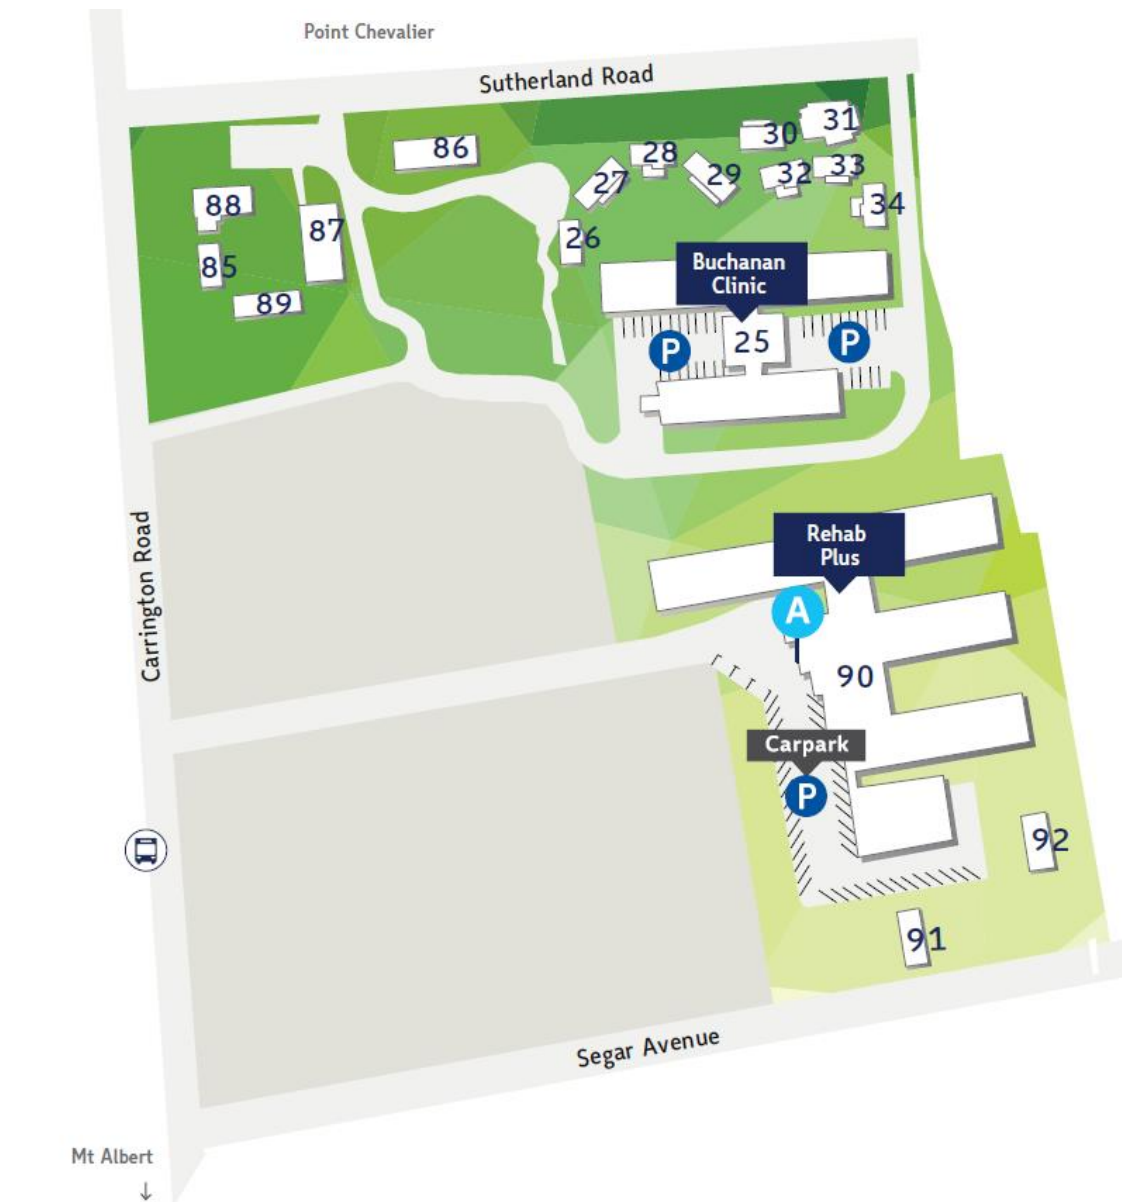 Point Chevalier
Sutherland Road
31
30
86
28
33
29
32
27
88
34
87
26
85
Buchanan
Clinic
89
25
P
P
Carrington Road
Rehab
Plus
A
90
Carpark
P
92
91
Segar Avenue
Mt Albert
↓